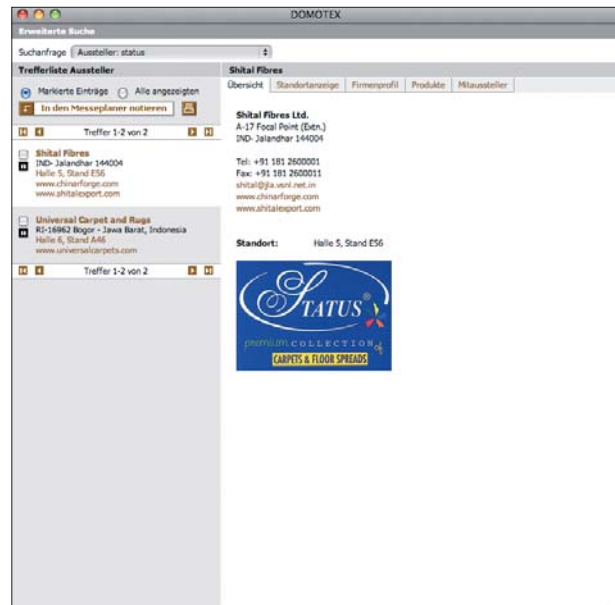 DOMOTEX
Erweiterte Suche
Suchanfrage Aussteller: status
Trefferliste Aussteller
Markierte Einträge Alle angezeigten
In den Messeplaner notieren
Treffer 1-2 von 2
Shital Fibres
IND- Jalandhar 144004
Halle 5, Stand E56
www.chinarforge.com
www.shitalexport.com
Universal Carpet and Rugs
RI-16962 Bogor - Jawa Barat, Indonesia
Halle 6, Stand A46
www.universalcarpets.com
Treffer 1-2 von 2
Shital Fibres
Übersicht Standortanzeige Firmenprofil Produkte Mitaussteller
Shital Fibres Ltd.
A-17 Focal Point (Extn.)
IND- Jalandhar 144004
Tel: +91 181 2600001
Fax: +91 181 2600011
shital@jla.vsnl.net.in
www.chinarforge.com
www.shitalexport.com
Standort: Halle 5, Stand E56
STATUS®
premium COLLECTION of
CARPETS & FLOOR SPREADS